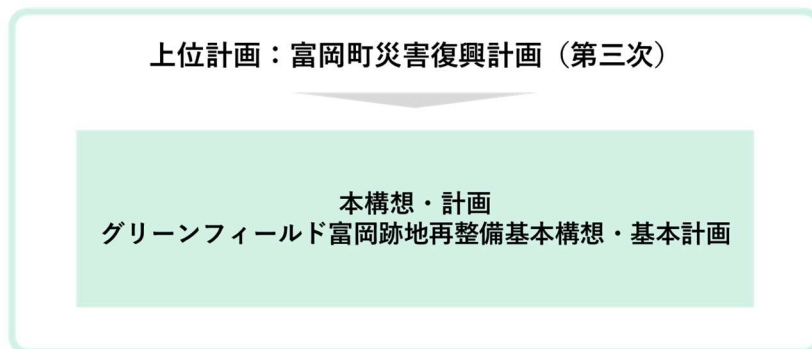 上位計画：富岡町災害復興計画（第三次）
本構想・計画
グリーンフィールド富岡跡地再整備基本構想・基本計画